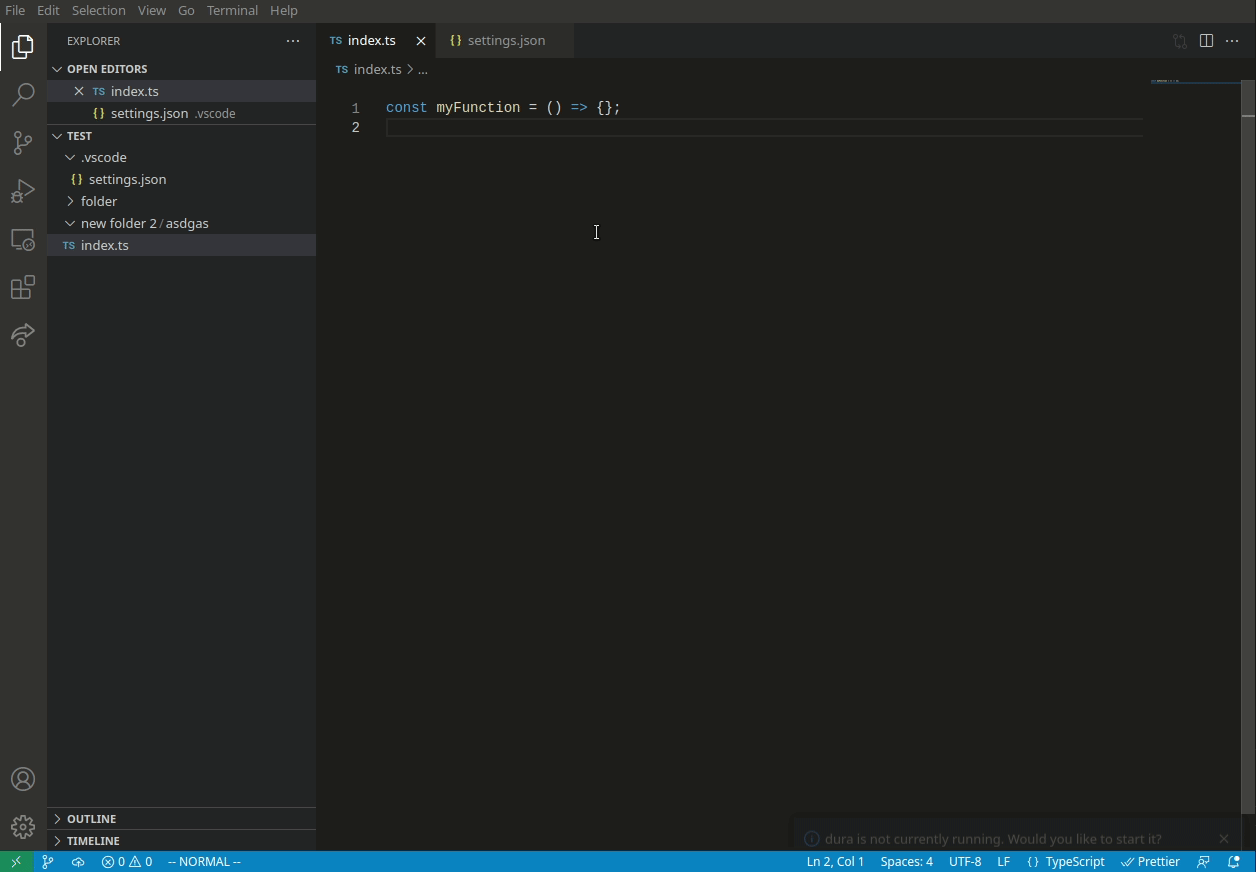 File Edit Selection View Go Terminal Help
EXPLORER
OPEN EDITORS
TS index.ts
{} settings.json .vscode
TEST
.vscode
{} settings.json
folder
new folder 2 / asdgas
TS index.ts
OUTLINE
TIMELINE
TS index.ts
{} settings.json
TS index.ts > ...
1 const myFunction = () => {};
2
dura is not currently running. Would you like to start it?
0 0 -- NORMAL -- Ln 2, Col 1 Spaces: 4 UTF-8 LF {} TypeScript Prettier